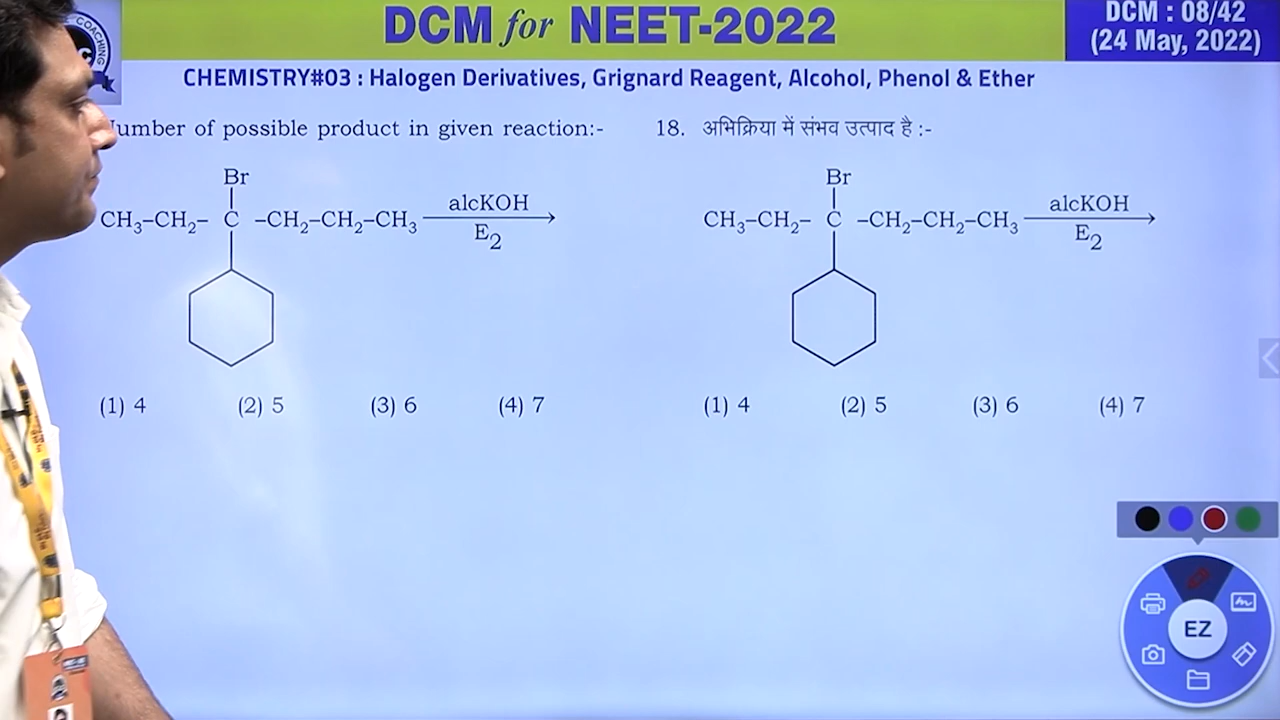 COACHING
DCM for NEET-2022
DCM : 08/42
(24 May, 2022)
CHEMISTRY#03 : Halogen Derivatives, Grignard Reagent, Alcohol, Phenol & Ether
Number of possible product in given reaction:-
Br
CH₃–CH₂– C –CH₂–CH₂–CH₃ alcKOH
E₂
(1) 4 (2) 5 (3) 6 (4) 7
18. अभिक्रिया में संभव उत्पाद है :-
Br
CH₃–CH₂– C –CH₂–CH₂–CH₃ alcKOH
E₂
(1) 4 (2) 5 (3) 6 (4) 7
EZ